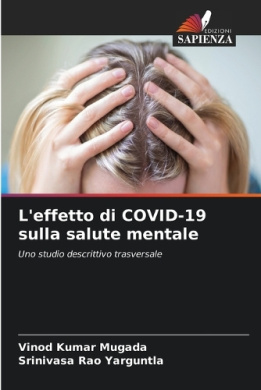 EDIZIONI
SAPIENZA
L'effetto di COVID-19
sulla salute mentale
Uno studio descrittivo trasversale
Vinod Kumar Mugada
Srinivasa Rao Yarguntla